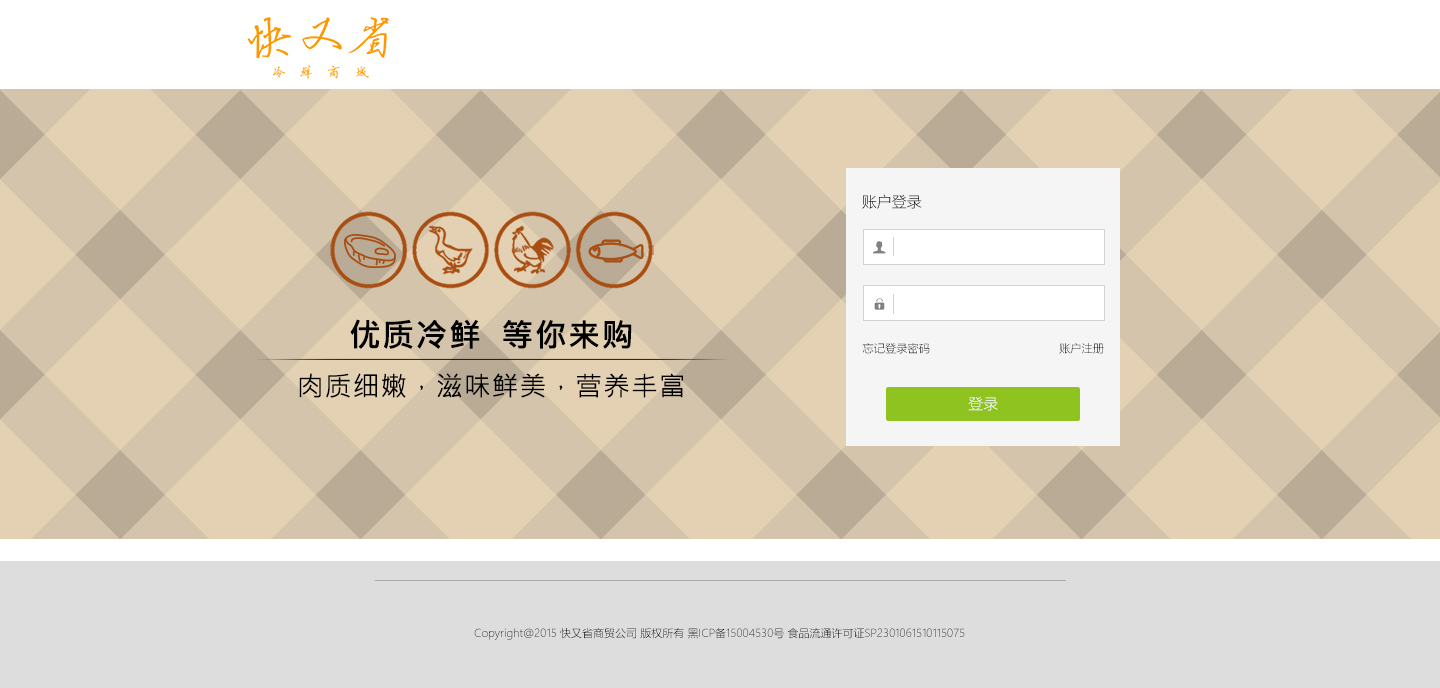 快又省
冷鲜商城
账户登录
优质冷鲜 等你来购
肉质细嫩，滋味鲜美，营养丰富
忘记登录密码 账户注册
登录
Copyright@2015 快又省商贸公司 版权所有 黑ICP备15004530号 食品流通许可证SP2301061510115075